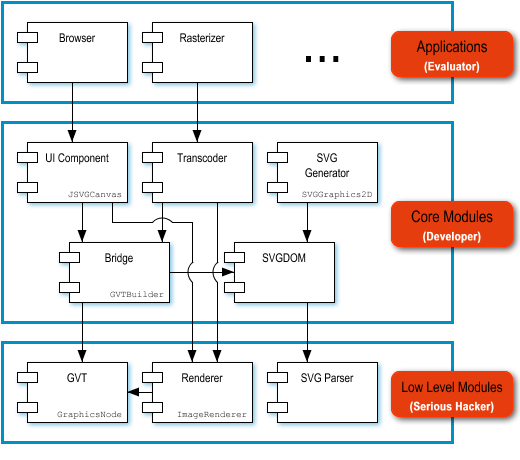 Browser
Rasterizer
...
Applications
(Evaluator)
UI Component
JSVGCanvas
Transcoder
SVG
Generator
SVGGraphics2D
Core Modules
(Developer)
Bridge
GVTBuilder
SVGDOM
GVT
GraphicsNode
Renderer
ImageRenderer
SVG Parser
Low Level Modules
(Serious Hacker)